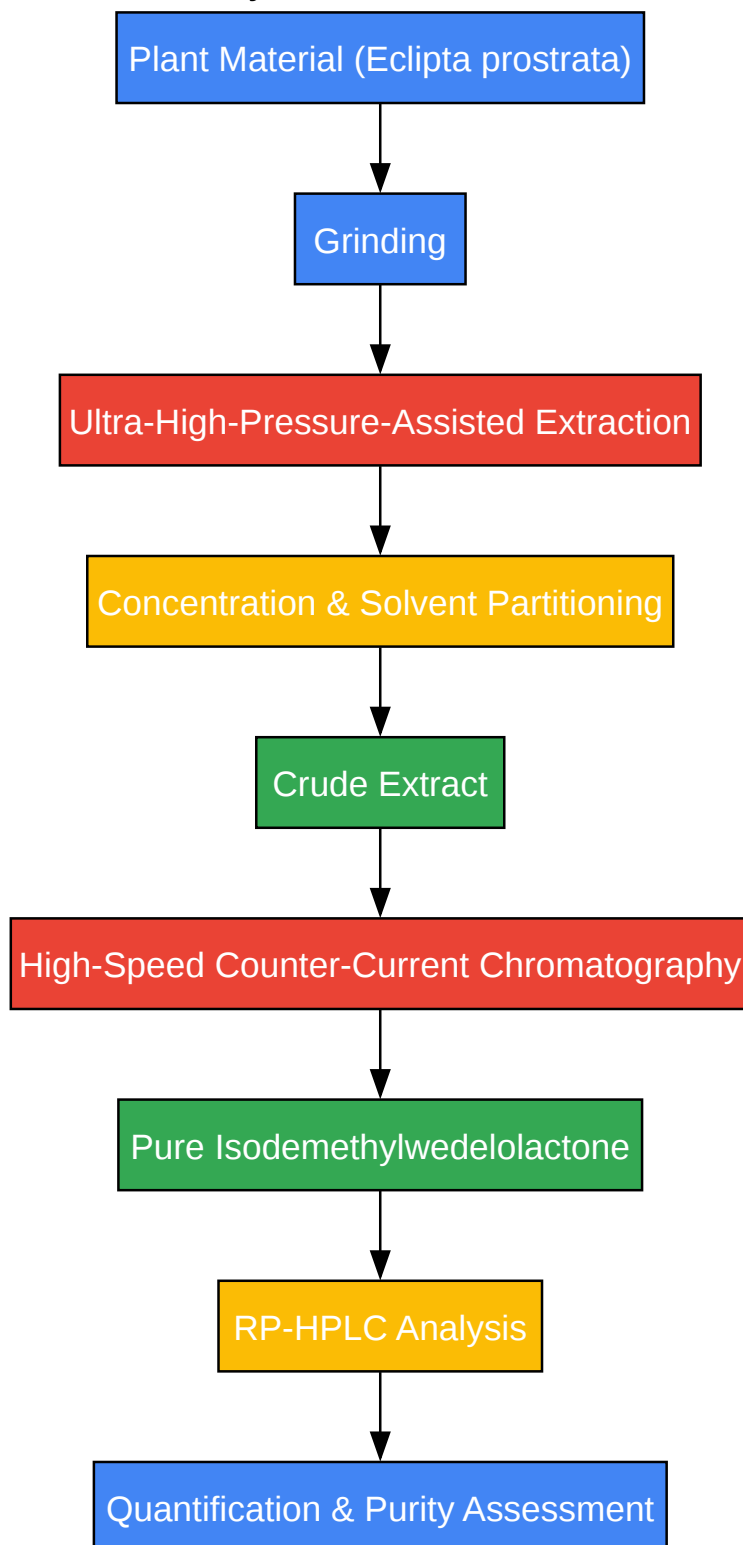 Plant Material (Eclipta prostrata)
Grinding
Ultra-High-Pressure-Assisted Extraction
Concentration & Solvent Partitioning
Crude Extract
High-Speed Counter-Current Chromatography
Pure Isodemethylwedelolactone
RP-HPLC Analysis
Quantification & Purity Assessment